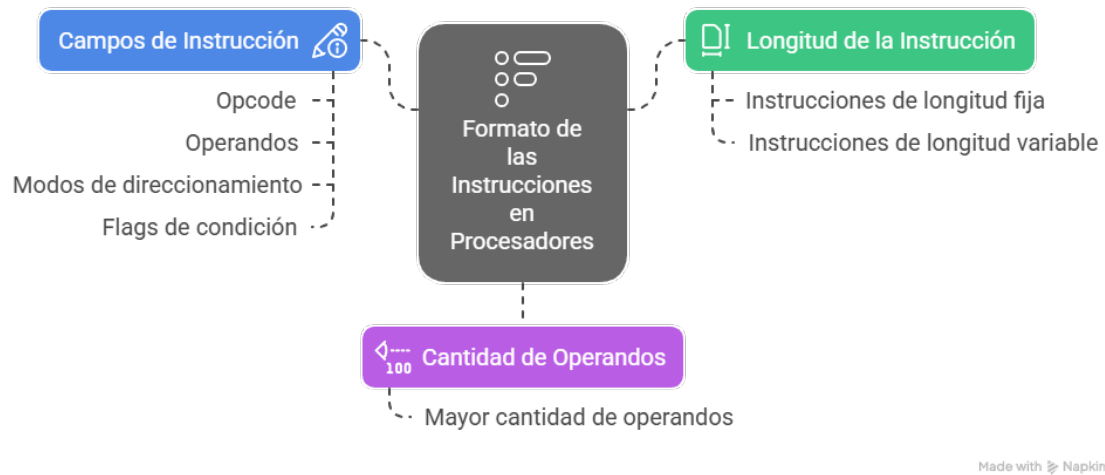 Campos de Instrucción
Opcode
Operandos
Modos de direccionamiento
Flags de condición
Formato de
las
Instrucciones
en
Procesadores
Longitud de la Instrucción
Instrucciones de longitud fija
Instrucciones de longitud variable
100
Cantidad de Operandos
Mayor cantidad de operandos
Made with Napkin